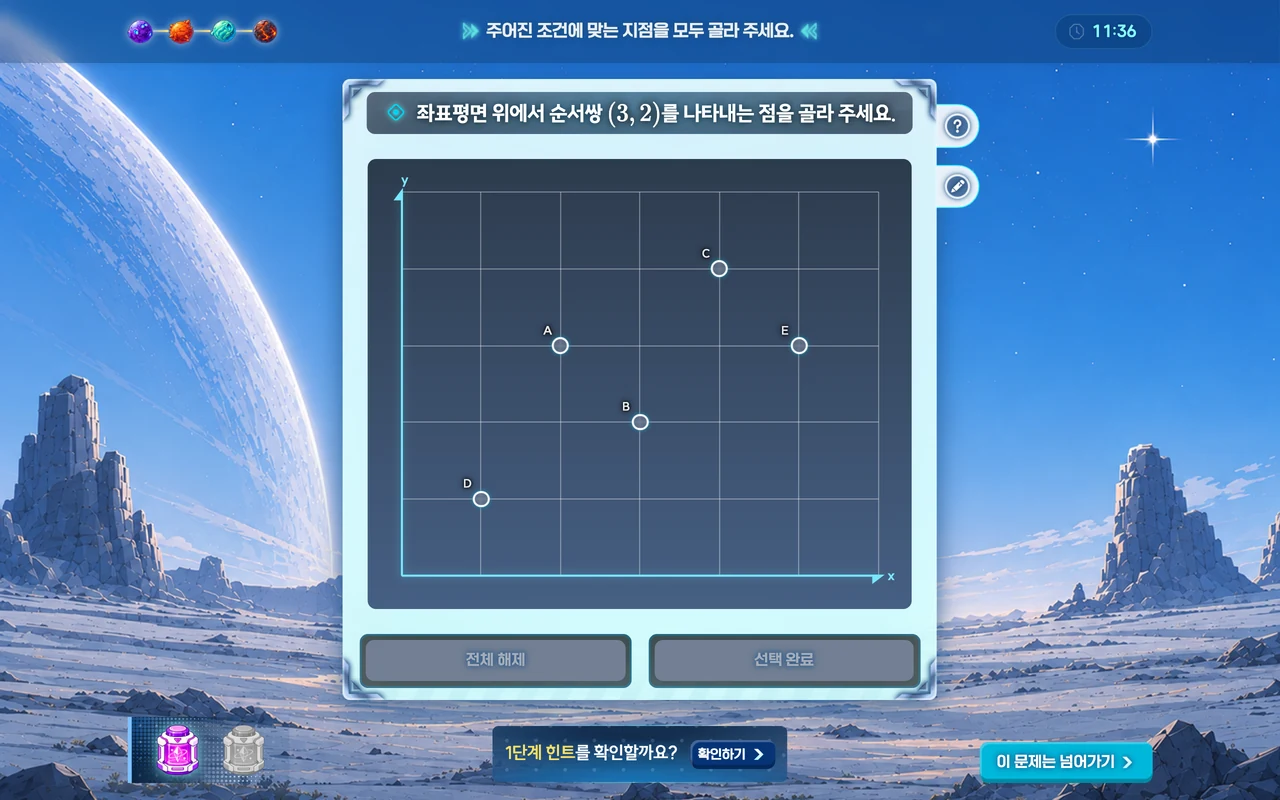 주어진 조건에 맞는 지점을 모두 골라 주세요.
11:36
좌표평면 위에서 순서쌍 (3, 2)를 나타내는 점을 골라 주세요.
?
y
C
A
E
B
D
x
전체 해제
선택 완료
1단계 힌트를 확인할까요?
확인하기
이 문제는 넘어가기